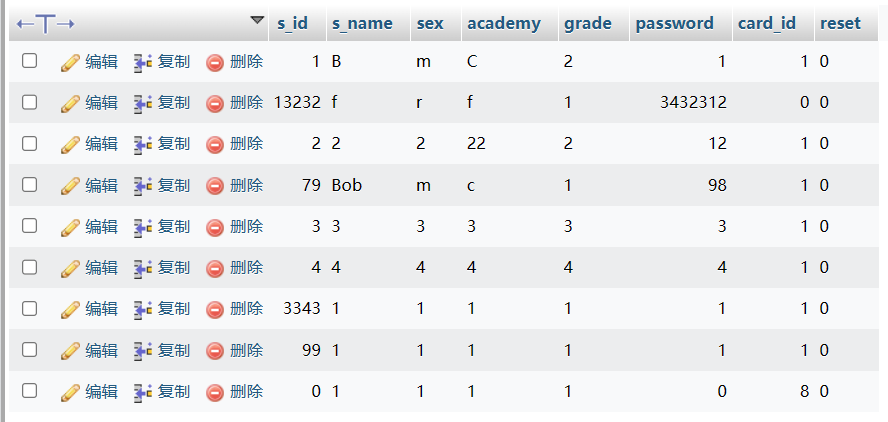 ←T→ s_id s_name sex academy grade password card_id reset
编辑 复制 删除 1 B m C 2 1 1 0
编辑 复制 删除 13232 f r f 1 3432312 0 0
编辑 复制 删除 2 2 2 22 2 12 1 0
编辑 复制 删除 79 Bob m c 1 98 1 0
编辑 复制 删除 3 3 3 3 3 3 1 0
编辑 复制 删除 4 4 4 4 4 4 1 0
编辑 复制 删除 3343 1 1 1 1 1 1 0
编辑 复制 删除 99 1 1 1 1 1 1 0
编辑 复制 删除 0 1 1 1 1 0 8 0